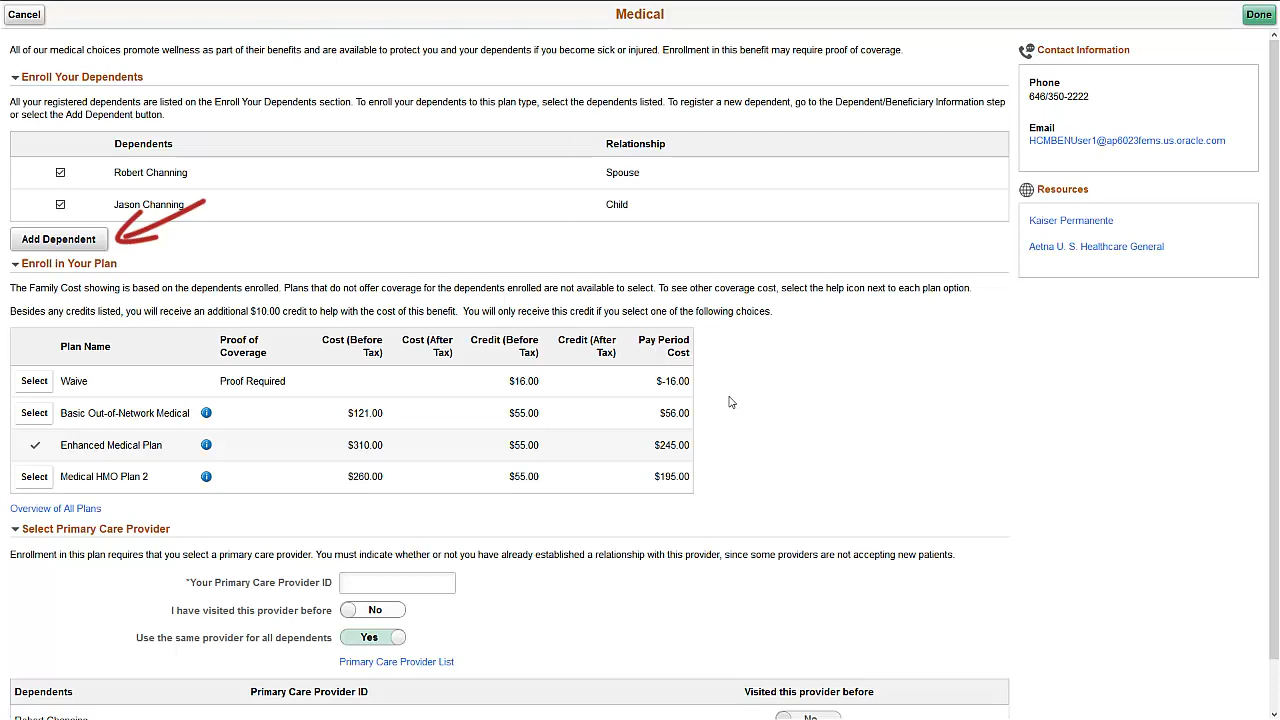 Cancel
Medical
Done
All of our medical choices promote wellness as part of their benefits and are available to protect you and your dependents if you become sick or injured. Enrollment in this benefit may require proof of coverage.
Enroll Your Dependents
All your registered dependents are listed on the Enroll Your Dependents section. To enroll your dependents to this plan type, select the dependents listed. To register a new dependent, go to the Dependent/Beneficiary Information step
or select the Add Dependent button.
Dependents Relationship
Robert Channing Spouse
Jason Channing Child
Add Dependent
Enroll in Your Plan
The Family Cost showing is based on the dependents enrolled. Plans that do not offer coverage for the dependents enrolled are not available to select. To see other coverage cost, select the help icon next to each plan option.
Besides any credits listed, you will receive an additional $10.00 credit to help with the cost of this benefit. You will only receive this credit if you select one of the following choices.
Plan Name Proof of Coverage Cost (Before Tax) Cost (After Tax) Credit (Before Tax) Credit (After Tax) Pay Period Cost
Select Waive Proof Required $16.00 $-16.00
Select Basic Out-of-Network Medical $121.00 $55.00 $56.00
Enhanced Medical Plan $310.00 $55.00 $245.00
Select Medical HMO Plan 2 $260.00 $55.00 $195.00
Overview of All Plans
Select Primary Care Provider
Enrollment in this plan requires that you select a primary care provider. You must indicate whether or not you have already established a relationship with this provider, since some providers are not accepting new patients.
*Your Primary Care Provider ID
I have visited this provider before No
Use the same provider for all dependents Yes
Primary Care Provider List
Dependents Primary Care Provider ID Visited this provider before
Robert Channing No
Contact Information
Phone
646/350-2222
Email
HCMBENUser1@ap6023fems.us.oracle.com
Resources
Kaiser Permanente
Aetna U. S. Healthcare General